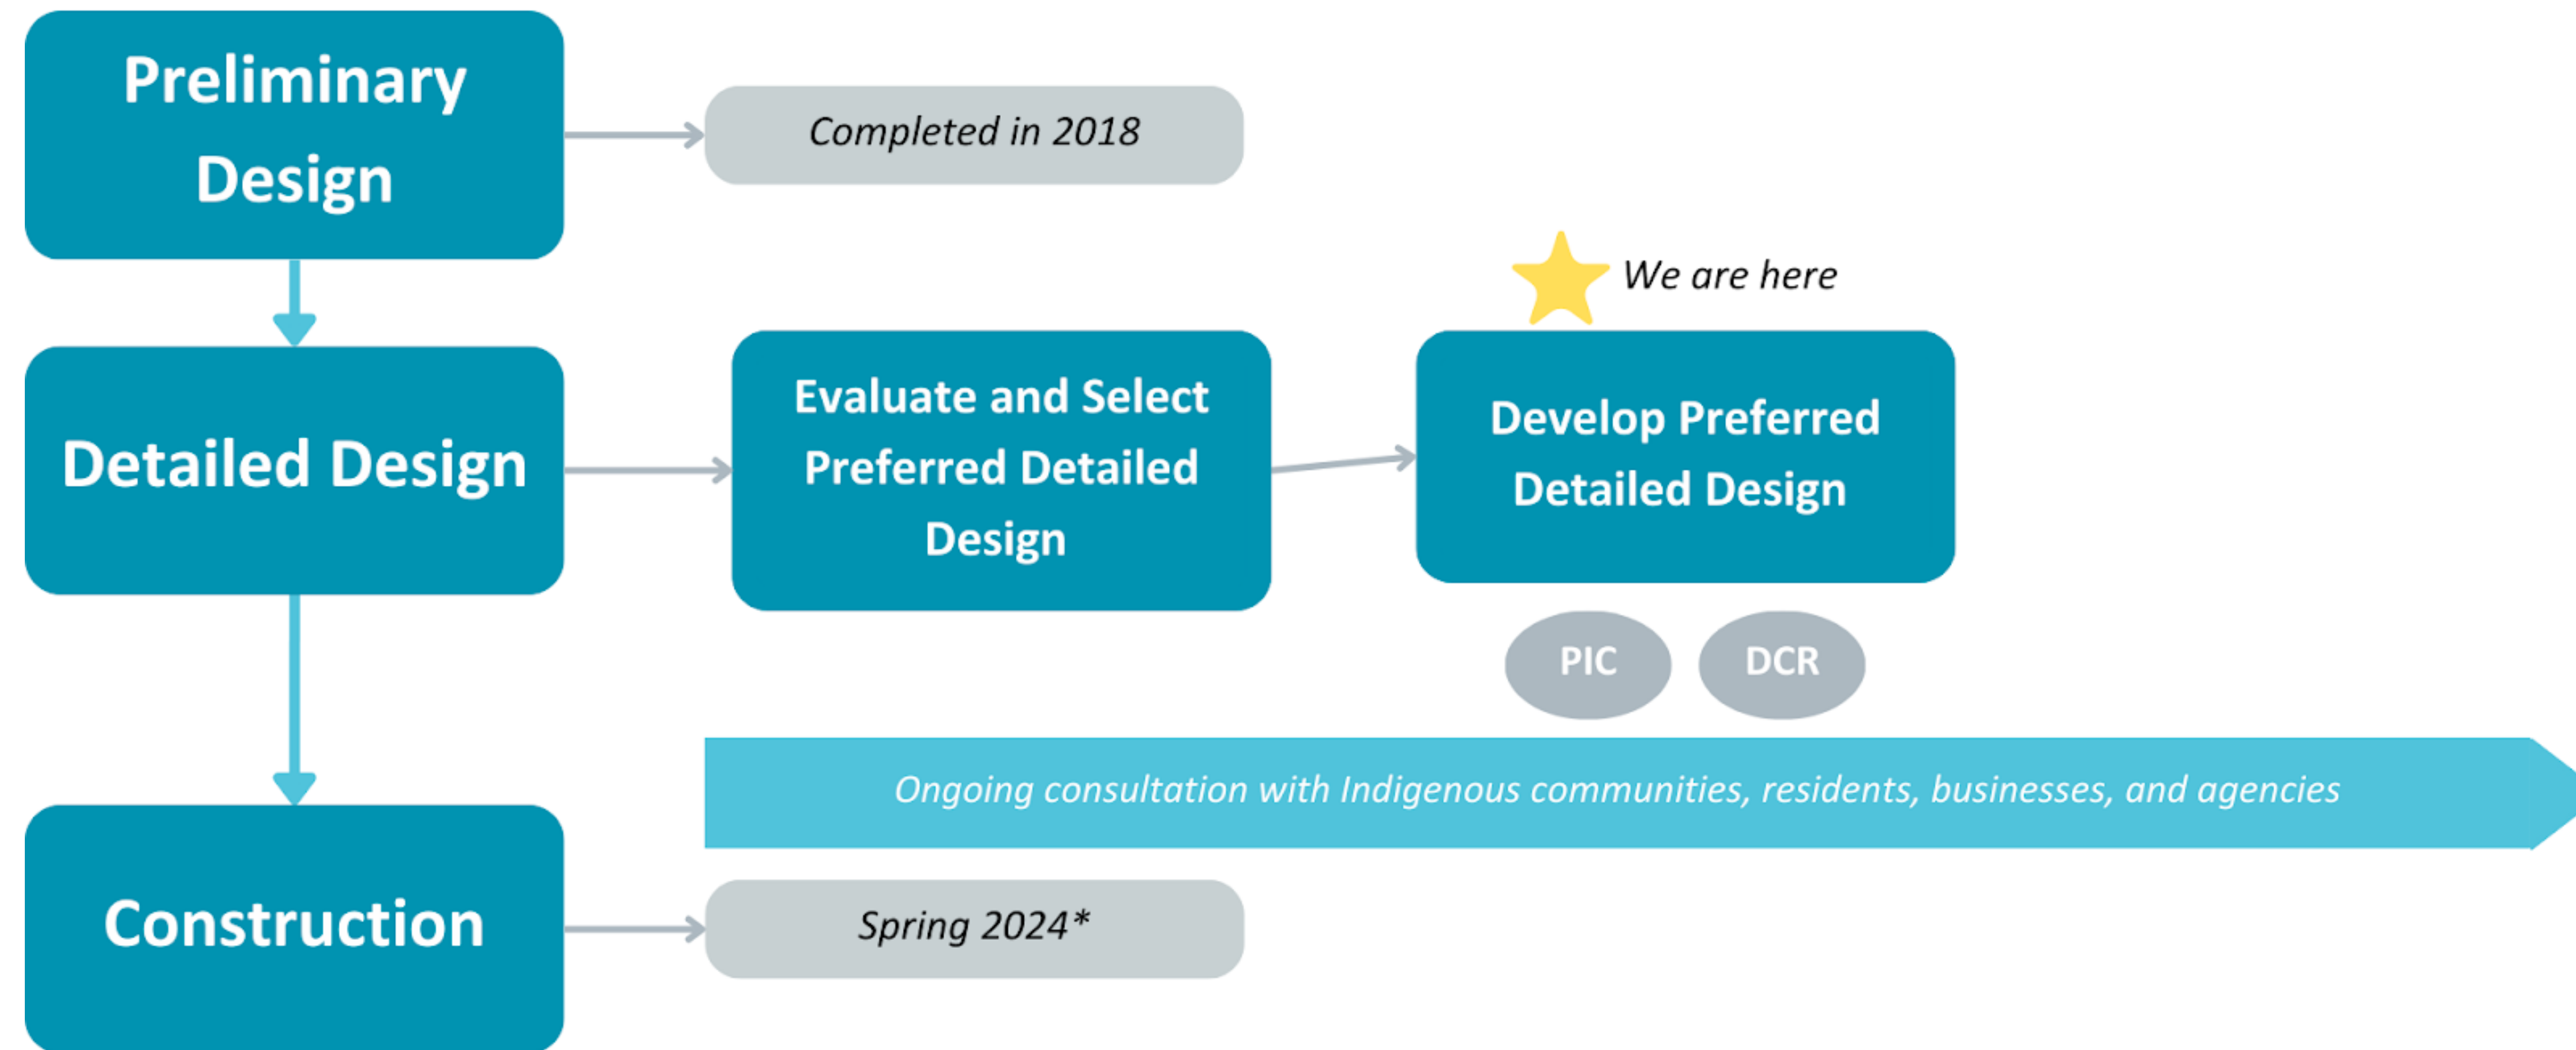 Preliminary
Design
Completed in 2018
We are here
Detailed Design
Evaluate and Select
Preferred Detailed
Design
Develop Preferred
Detailed Design
PIC
DCR
Ongoing consultation with Indigenous communities, residents, businesses, and agencies
Construction
Spring 2024*